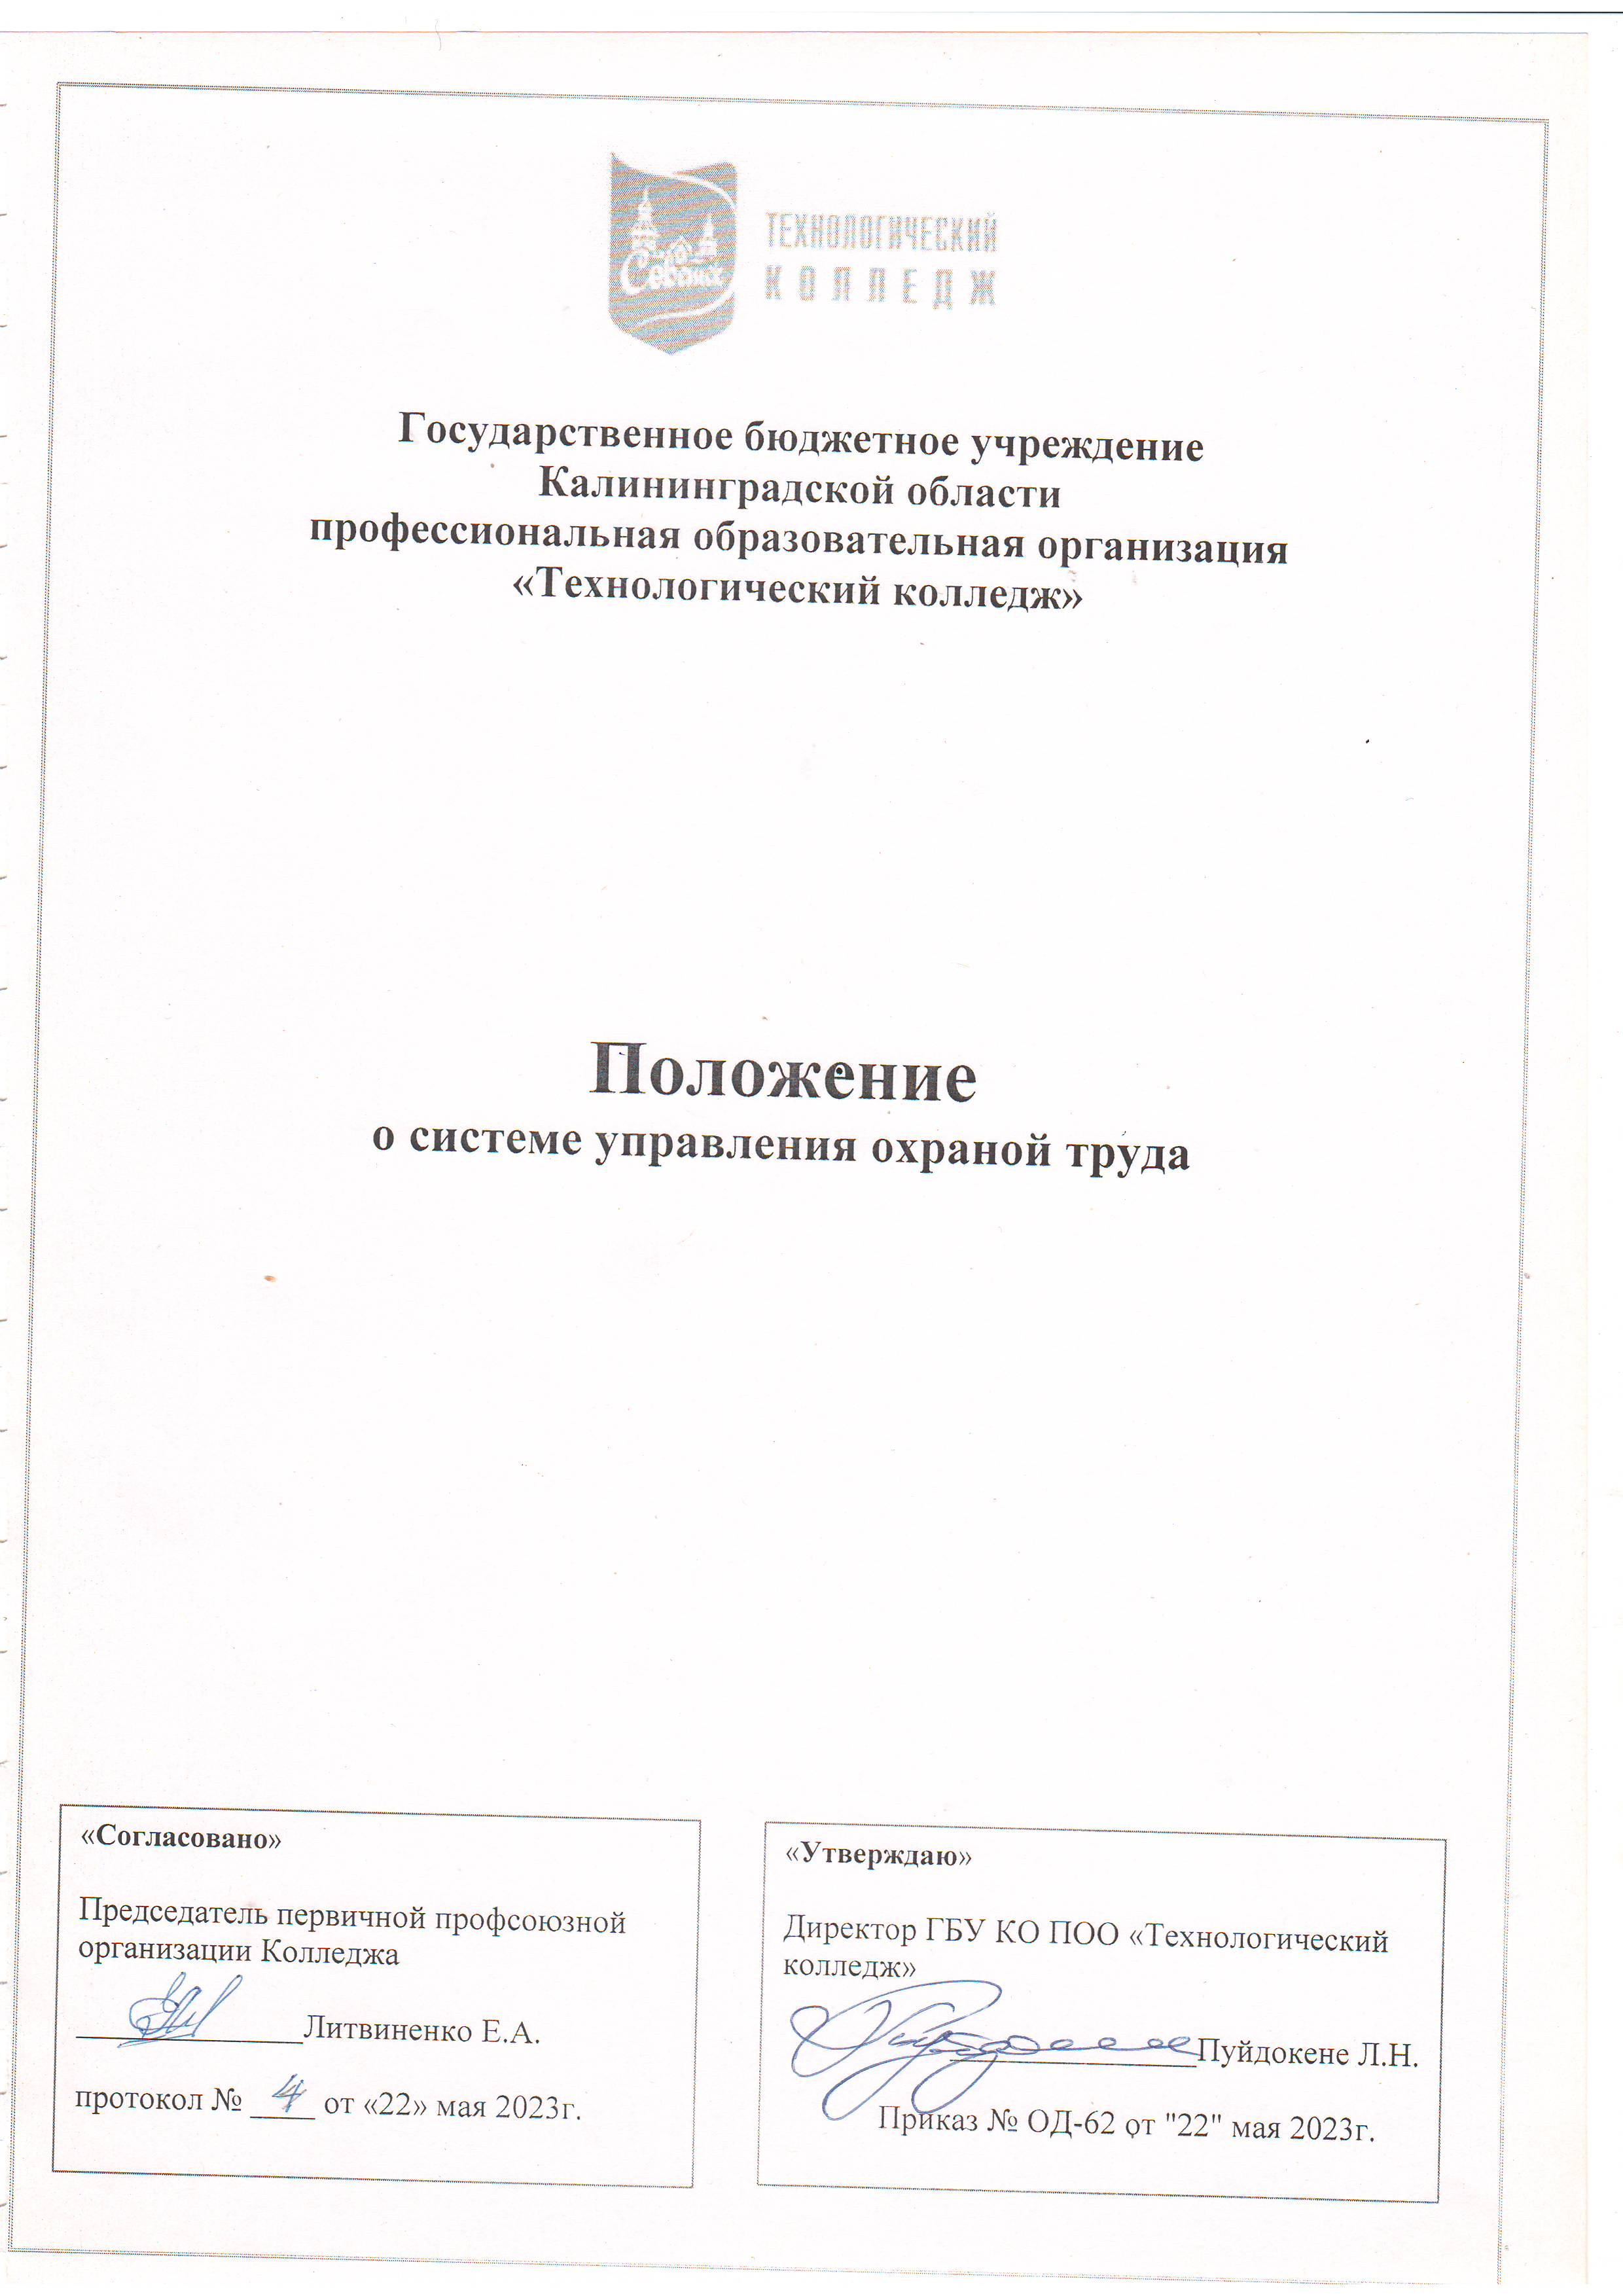 Советск
ТЕХНОЛОГИЧЕСКИЙ
КОЛЛЕДЖ
Государственное бюджетное учреждение
Калининградской области
профессиональная образовательная организация
«Технологический колледж»
Положение
о системе управления охраной труда
«Согласовано»
Председатель первичной профсоюзной
организации Колледжа
Литвиненко Е.А.
протокол № 4 от «22» мая 2023г.
«Утверждаю»
Директор ГБУ КО ПОО «Технологический
колледж»
Пуйдокене Л.Н.
Приказ № ОД-62 от "22" мая 2023г.